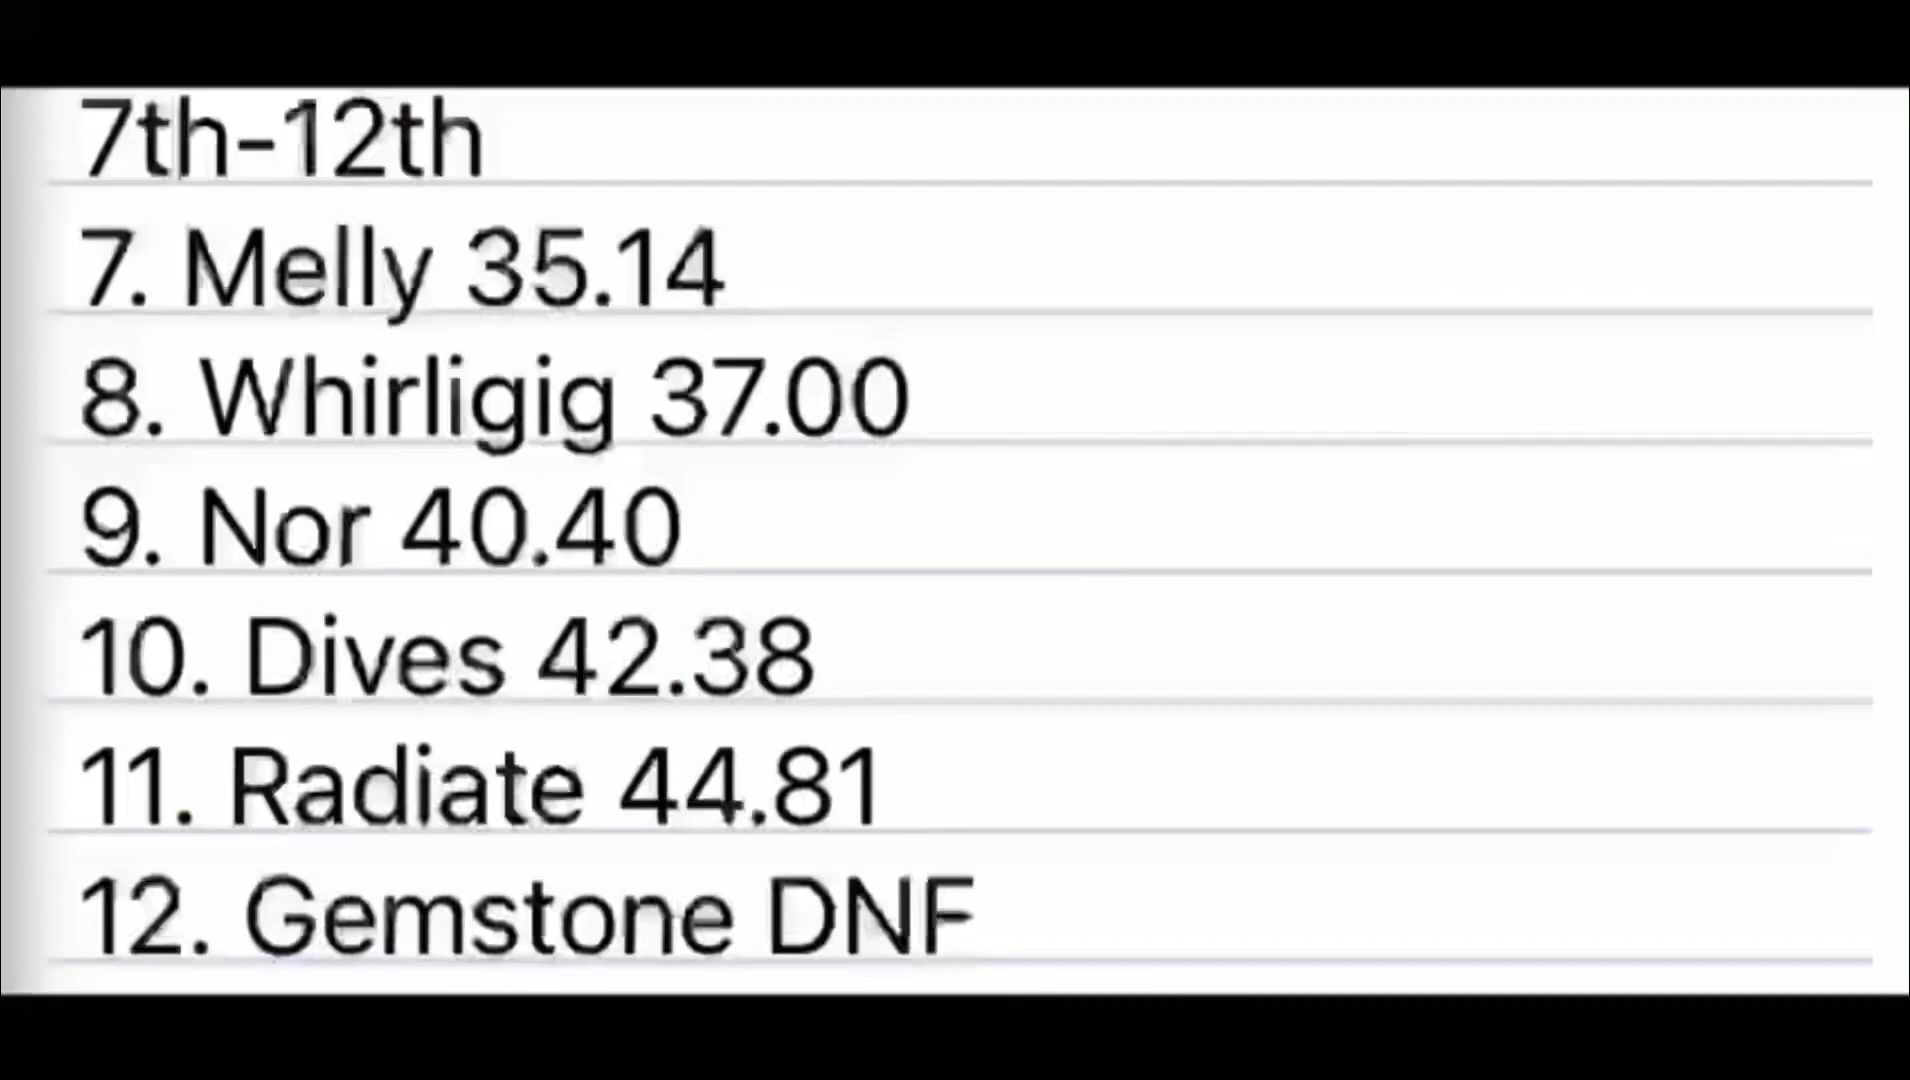 7th-12th
7. Melly 35.14
8. Whirligig 37.00
9. Nor 40.40
10. Dives 42.38
11. Radiate 44.81
12. Gemstone DNF